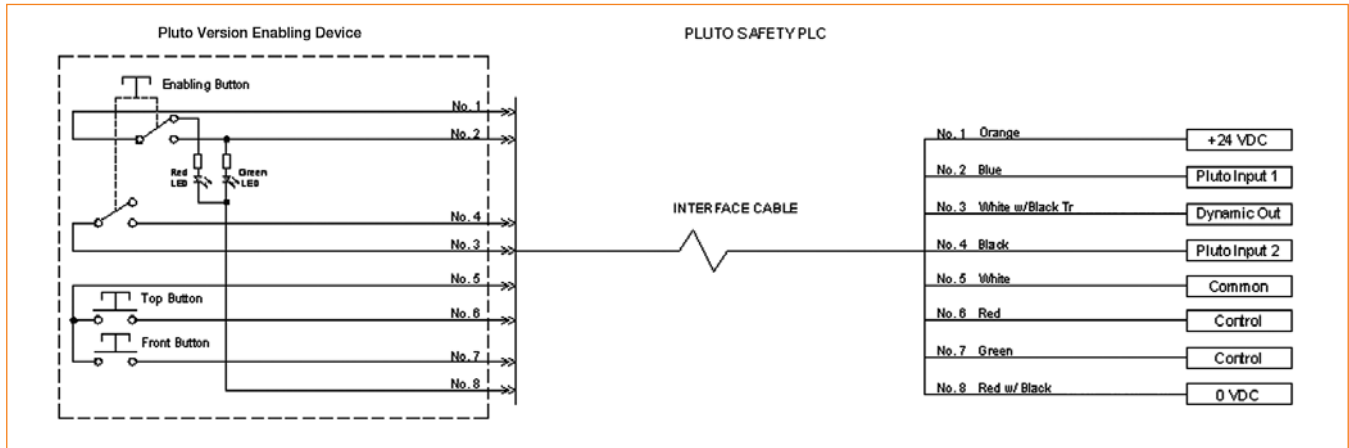 Pluto Version Enabling Device
PLUTO SAFETY PLC
Enabling Button
No. 1
No. 2
Red
LED
Green
LED
No. 4
No. 3
No. 5
Top Button
No. 6
Front Button
No. 7
No. 8
INTERFACE CABLE
No. 1 Orange +24 VDC
No. 2 Blue Pluto Input 1
No. 3 White w/Black Tr Dynamic Out
No. 4 Black Pluto Input 2
No. 5 White Common
No. 6 Red Control
No. 7 Green Control
No. 8 Red w/ Black 0 VDC